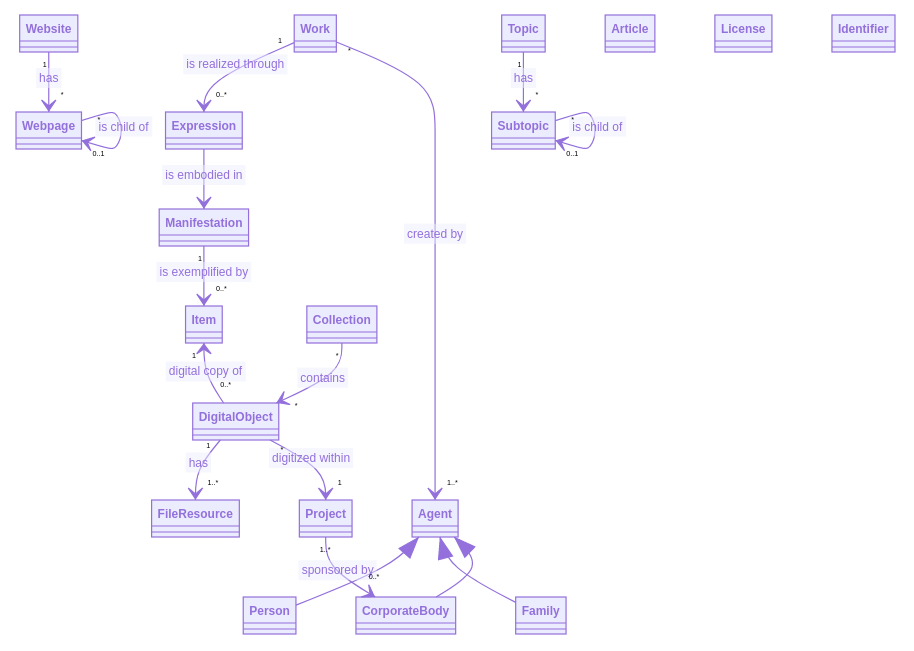 Website
Work
Topic
Article
License
Identifier
1
*
1
1
is realized through
has
has
*
0..*
*
Webpage
*
is child of
0..1
Expression
Subtopic
*
is child of
0..1
is embodied in
Manifestation
created by
1
is exemplified by
0..*
Item
Collection
1
*
digital copy of
contains
0..*
*
DigitalObject
1
*
has
digitized within
1..*
1
1..*
FileResource
Project
Agent
1..*
sponsored by
0..*
Person
CorporateBody
Family